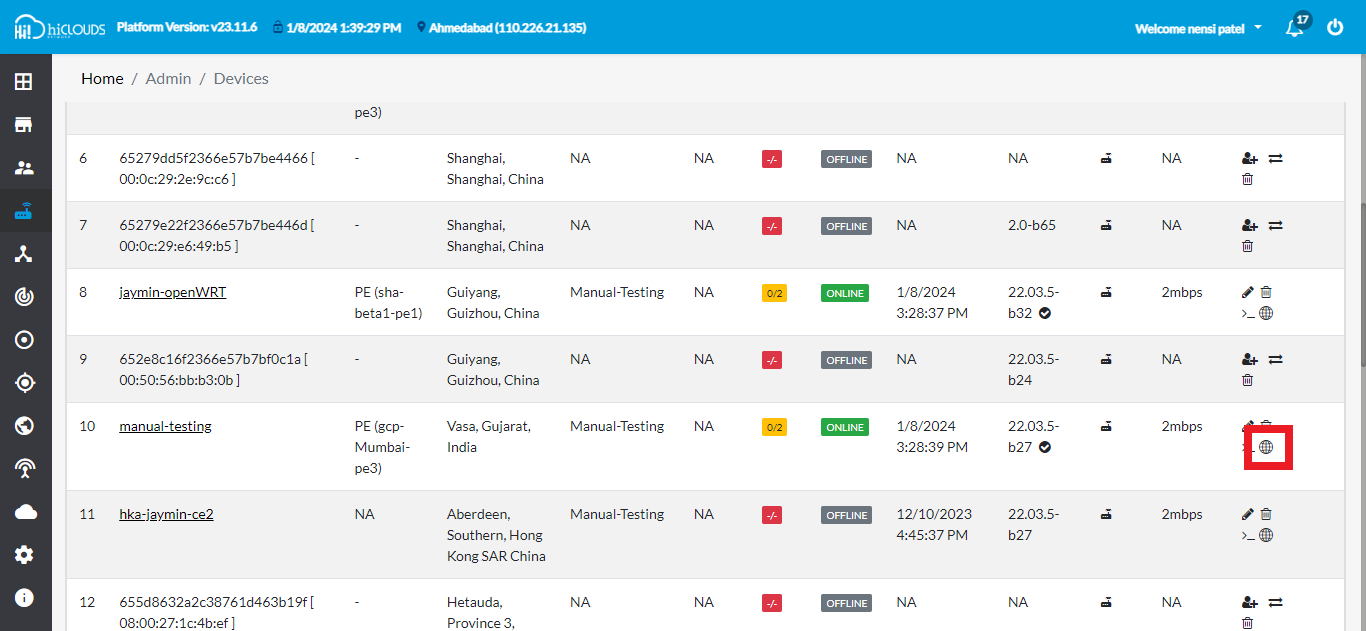 hiCLOUDS Platform Version: v23.11.6 1/8/2024 1:39:29 PM Ahmedabad (110.226.21.135) Welcome nensi patel 17
NETWORK
Home / Admin / Devices
pe3)
6 65279dd5f2366e57b7be4466 [ - Shanghai, NA NA -/- OFFLINE NA NA NA
00:0c:29:2e:9c:c6 ] Shanghai, China
7 65279e22f2366e57b7be446d [ - Shanghai, NA NA -/- OFFLINE NA 2.0-b65 NA
00:0c:29:e6:49:b5 ] Shanghai, China
8 jaymin-openWRT PE (sha- Guiyang, Manual-Testing NA 0/2 ONLINE 1/8/2024 22.03.5- 2mbps
beta1-pe1) Guizhou, China 3:28:37 PM b32
9 652e8c16f2366e57b7bf0c1a [ - Guiyang, NA NA -/- OFFLINE NA 22.03.5- NA
00:50:56:bb:b3:0b ] Guizhou, China b24
10 manual-testing PE (gcp- Vasa, Gujarat, Manual-Testing NA 0/2 ONLINE 1/8/2024 22.03.5- 2mbps
Mumbai- India 3:28:39 PM b27
pe3)
11 hka-jaymin-ce2 NA Aberdeen, Manual-Testing NA -/- OFFLINE 12/10/2023 22.03.5- 2mbps
Southern, Hong 4:45:37 PM b27
Kong SAR China
12 655d8632a2c38761d463b19f [ - Hetauda, NA NA -/- OFFLINE NA NA NA
08:00:27:1c:4b:ef ] Province 3,